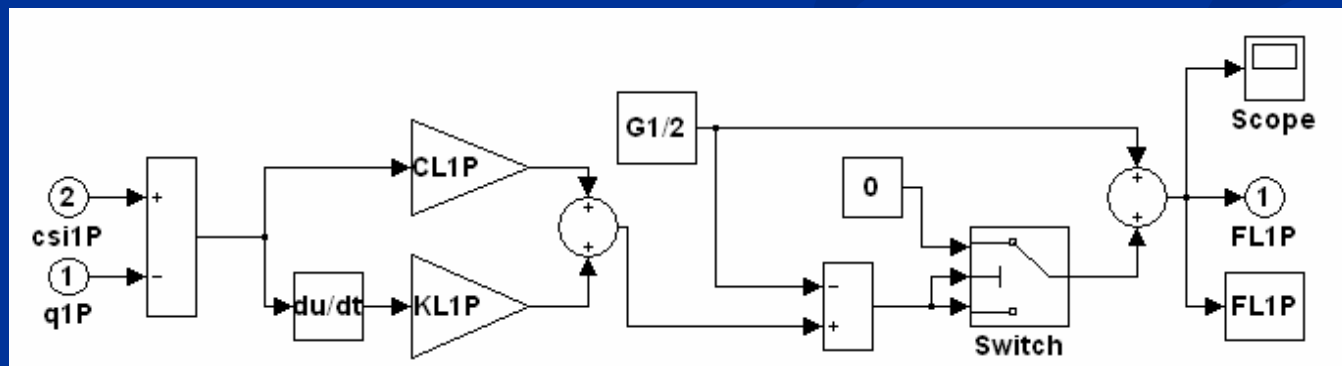 Scope
G1/2
CL1P
0
2
+
csi1P
1
-
q1P
+
+
du/dt
KL1P
-
+
Switch
+
+
1
FL1P
FL1P